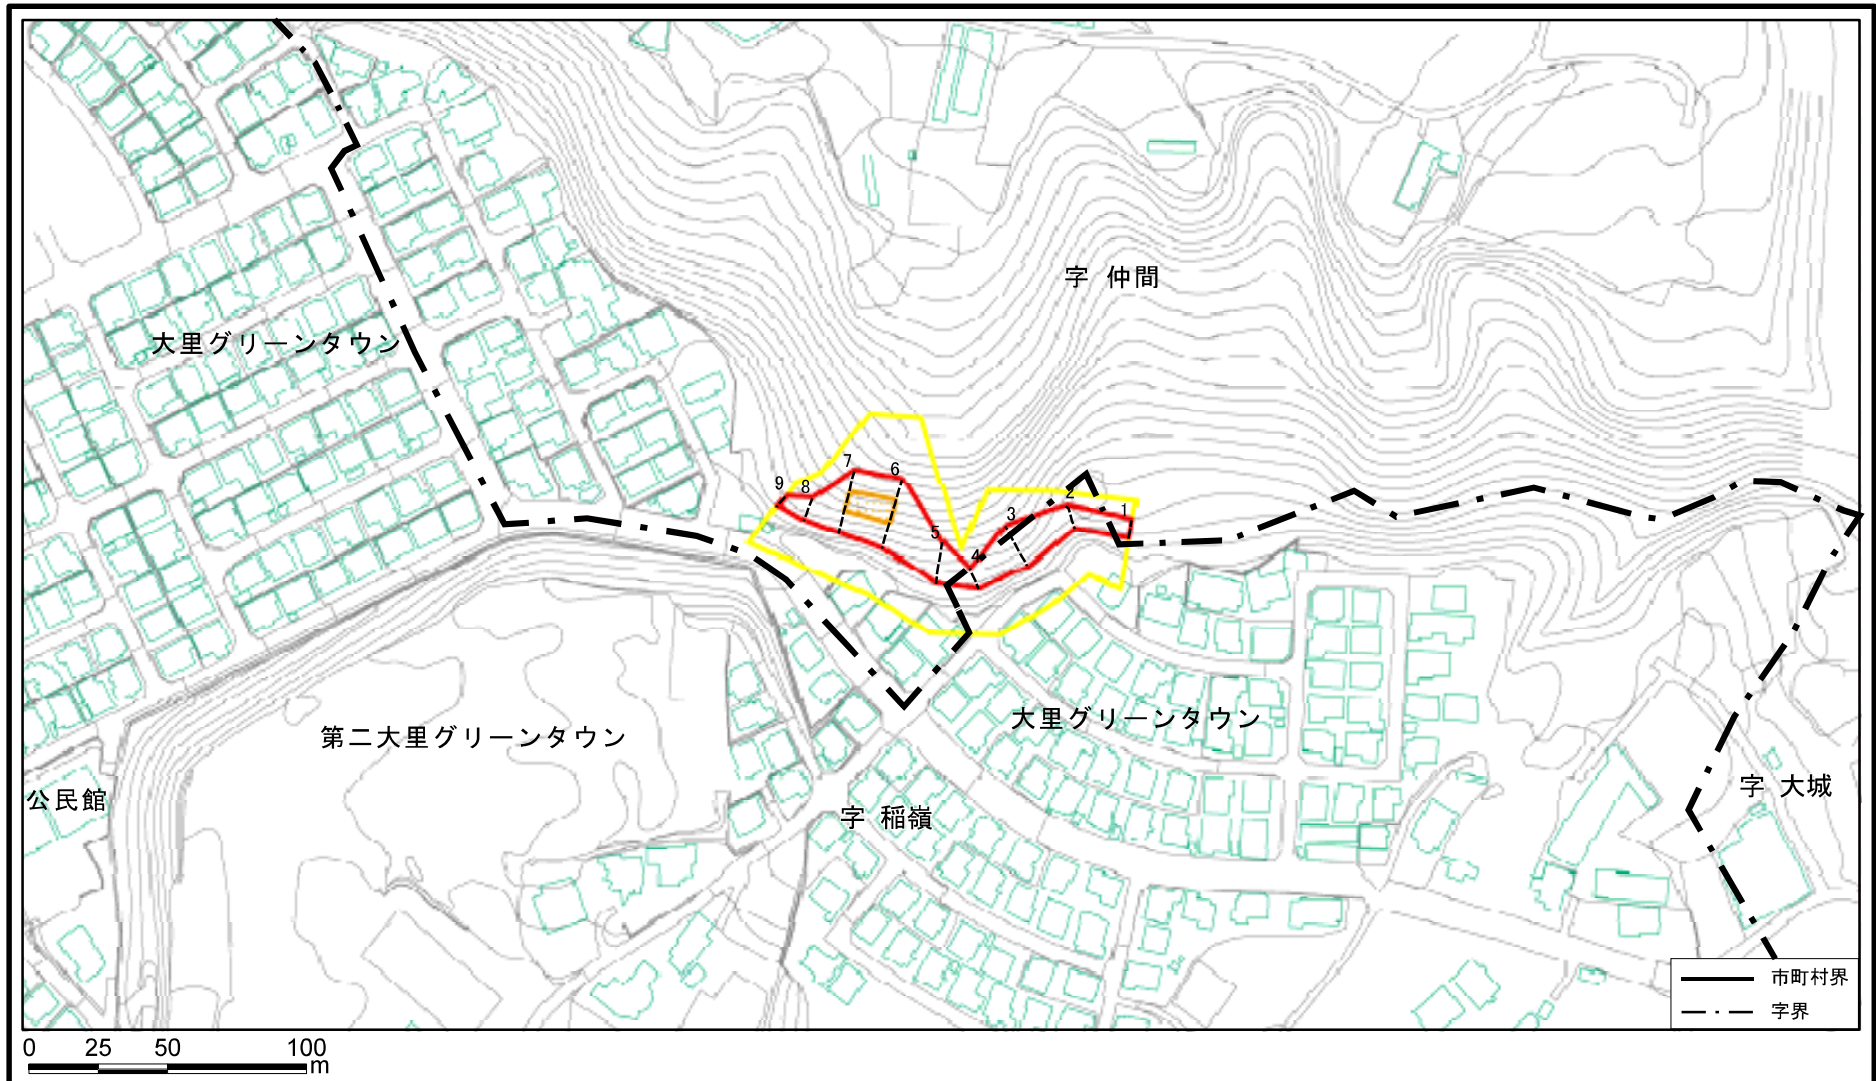 字 仲間
大里グリーンタウン
7
6
9
8
2
1
3
5
4
大里グリーンタウン
第二大里グリーンタウン
公民館
字 稲嶺
字 大城
市町村界
字界
0 25 50 100
m